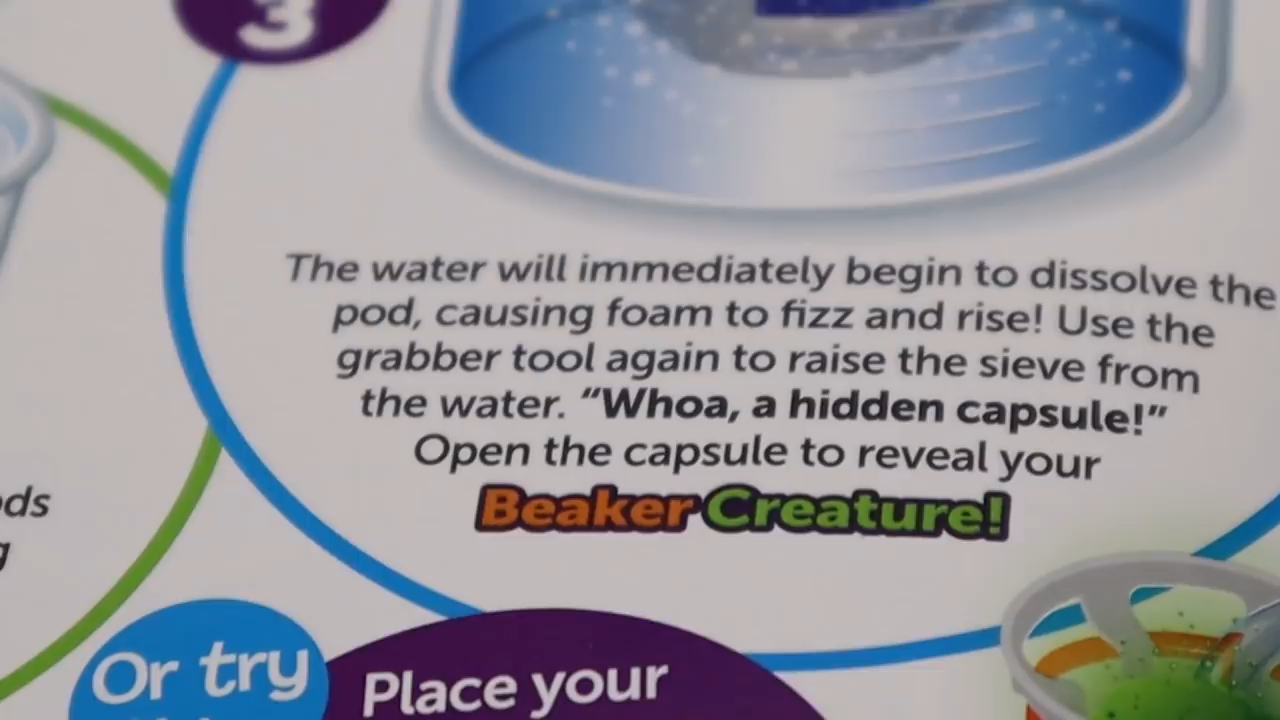 3
The water will immediately begin to dissolve the
pod, causing foam to fizz and rise! Use the
grabber tool again to raise the sieve from
the water. “Whoa, a hidden capsule!”
Open the capsule to reveal your
Beaker Creature!
ds
g
Or try
Place your